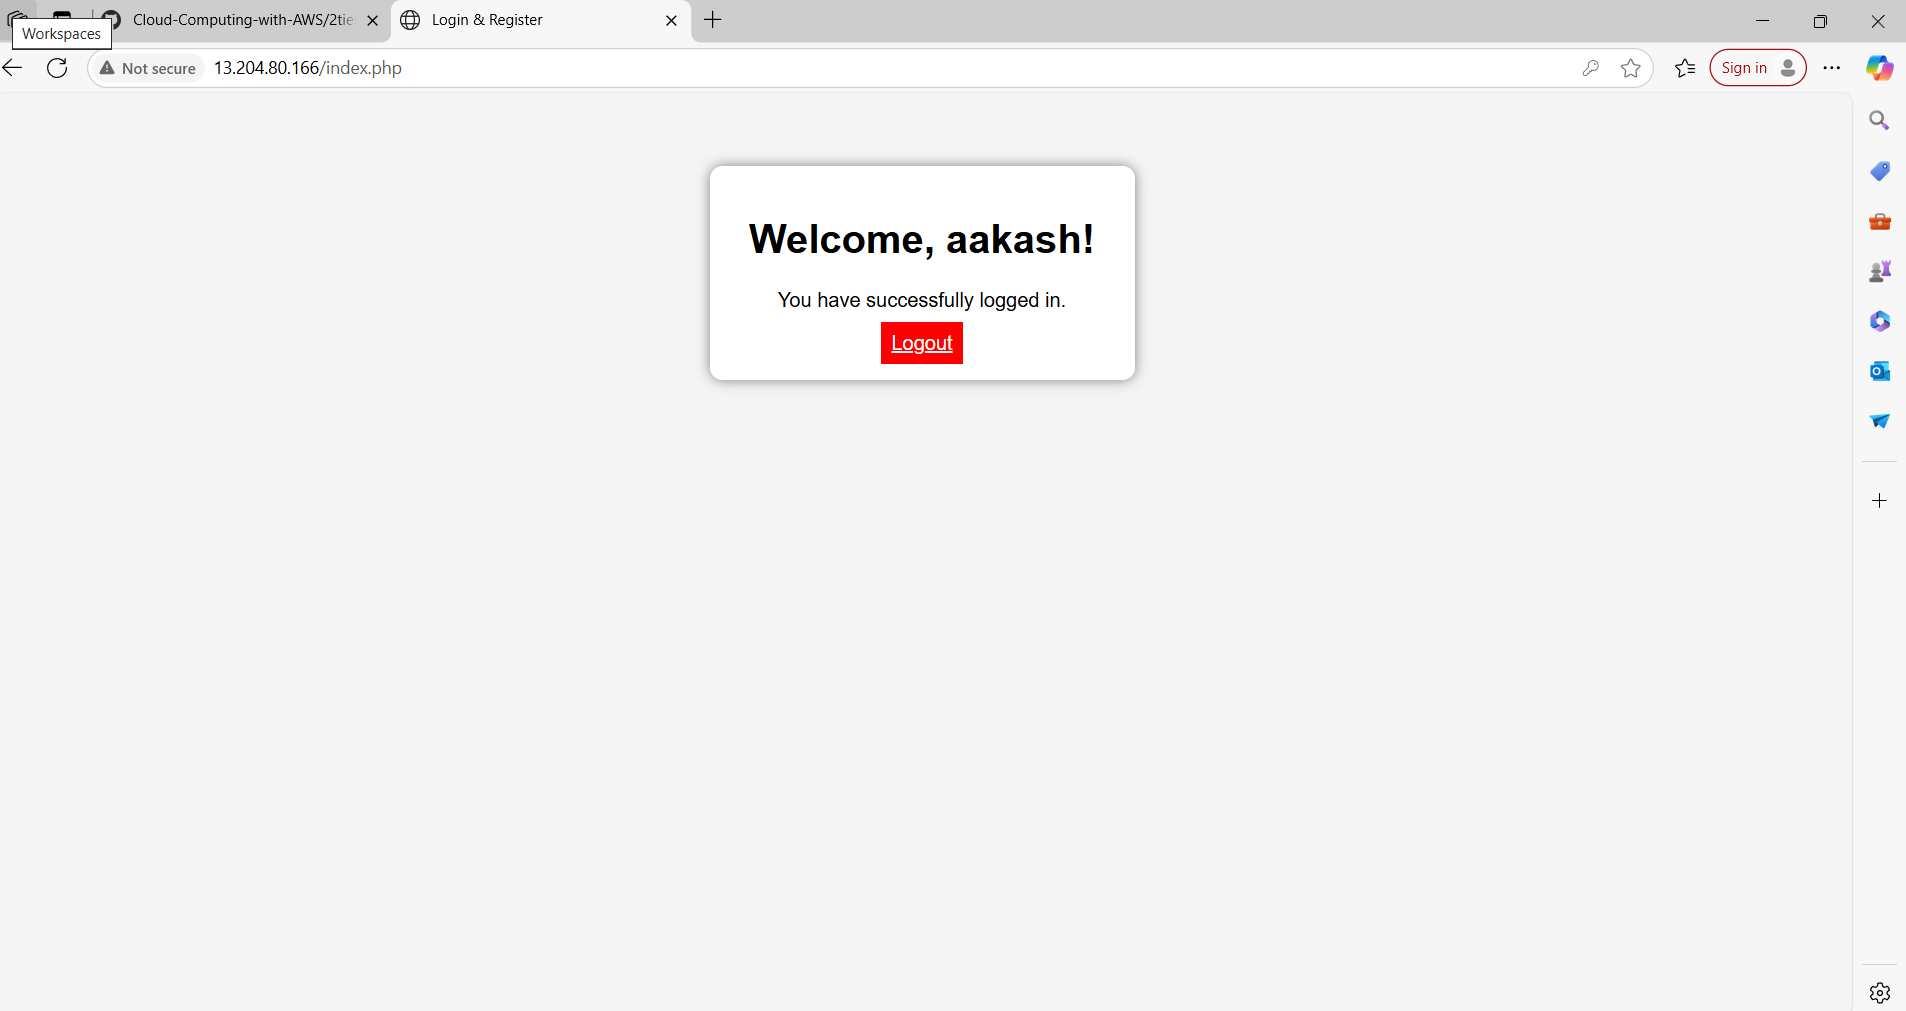 Cloud-Computing-with-AWS/2tie
Login & Register
Workspaces
Not secure
13.204.80.166/index.php
Sign in
Welcome, aakash!
You have successfully logged in.
Logout